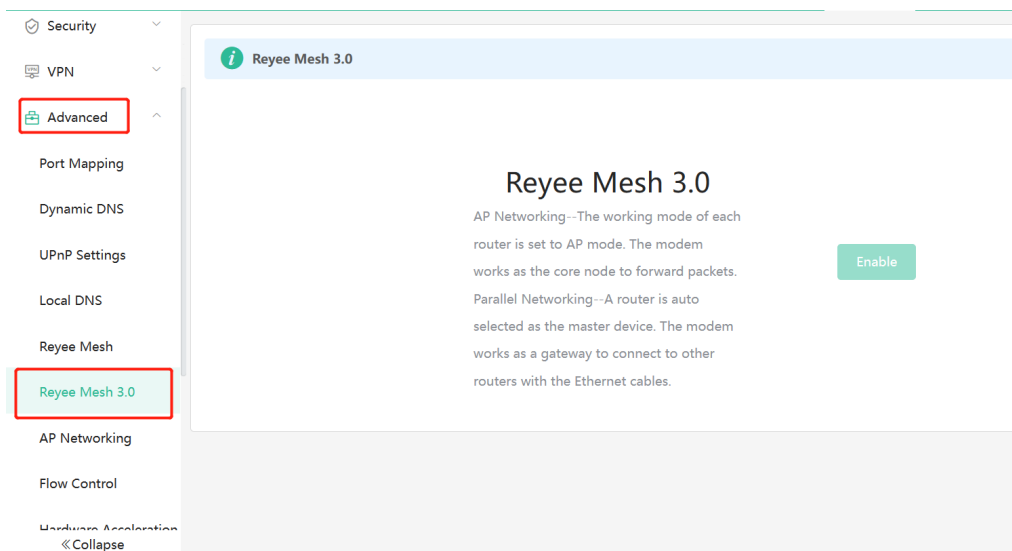 Security
VPN
Advanced
Port Mapping
Dynamic DNS
UPnP Settings
Local DNS
Reyee Mesh
Reyee Mesh 3.0
AP Networking
Flow Control
Hardware Acceleration
≪Collapse
i Reyee Mesh 3.0
Reyee Mesh 3.0
AP Networking--The working mode of each
router is set to AP mode. The modem
works as the core node to forward packets.
Parallel Networking--A router is auto
selected as the master device. The modem
works as a gateway to connect to other
routers with the Ethernet cables.
Enable